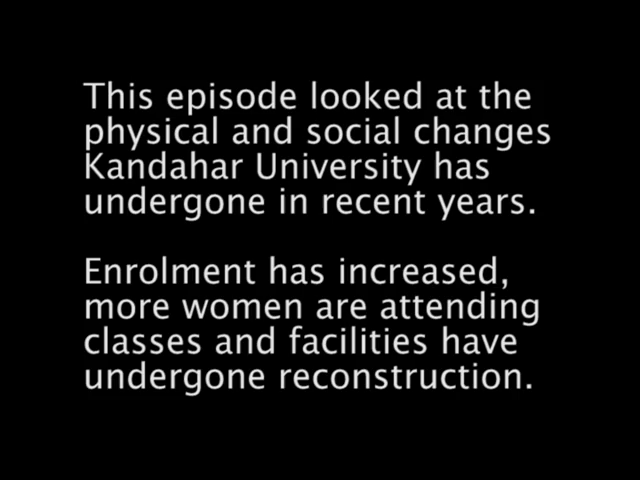 This episode looked at the
physical and social changes
Kandahar University has
undergone in recent years.
Enrolment has increased,
more women are attending
classes and facilities have
undergone reconstruction.